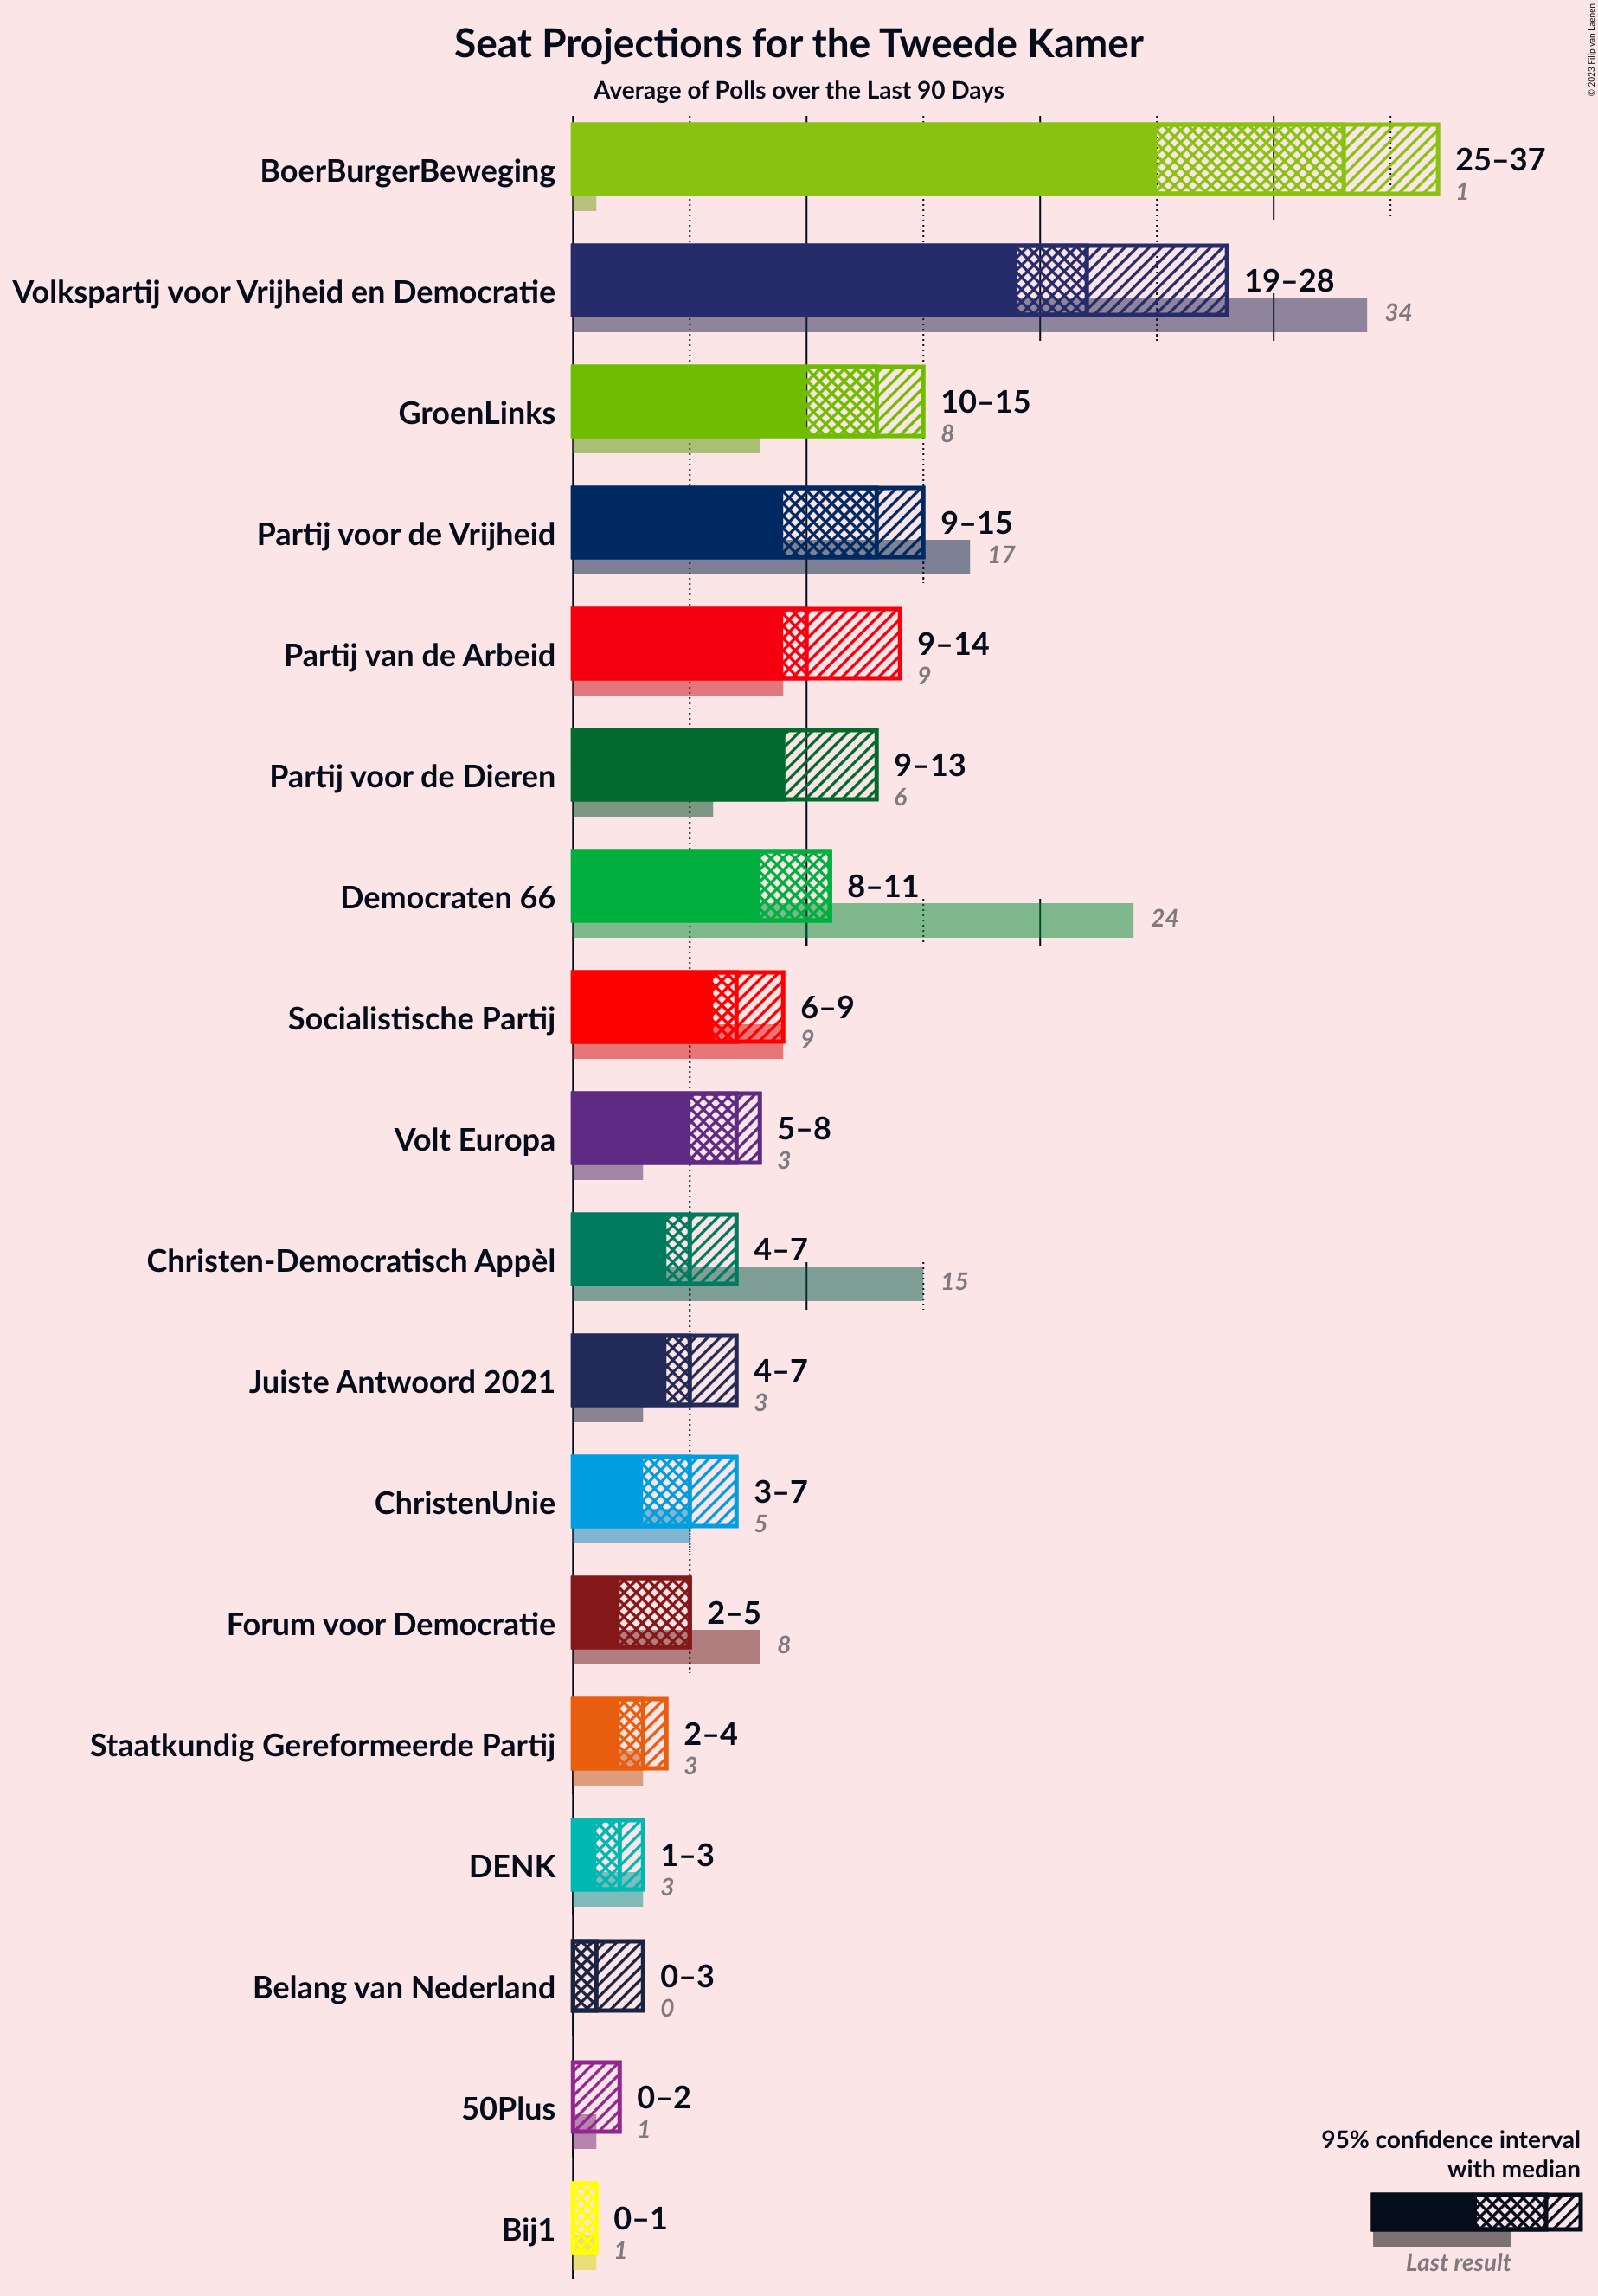 Seat Projections for the Tweede Kamer
Average of Polls over the Last 90 Days
© 2023 Filip van Laenen
BoerBurgerBeweging
25–37
1
Volkspartij voor Vrijheid en Democratie
19–28
34
GroenLinks
10–15
8
Partij voor de Vrijheid
9–15
17
Partij van de Arbeid
9–14
9
Partij voor de Dieren
9–13
6
Democraten 66
8–11
24
Socialistische Partij
6–9
9
Volt Europa
5–8
3
Christen-Democratisch Appèl
4–7
15
Juiste Antwoord 2021
4–7
3
ChristenUnie
3–7
5
Forum voor Democratie
2–5
8
Staatkundig Gereformeerde Partij
2–4
3
DENK
1–3
3
Belang van Nederland
0–3
0
50Plus
0–2
1
Bij1
0–1
1
95% confidence interval
with median
Last result